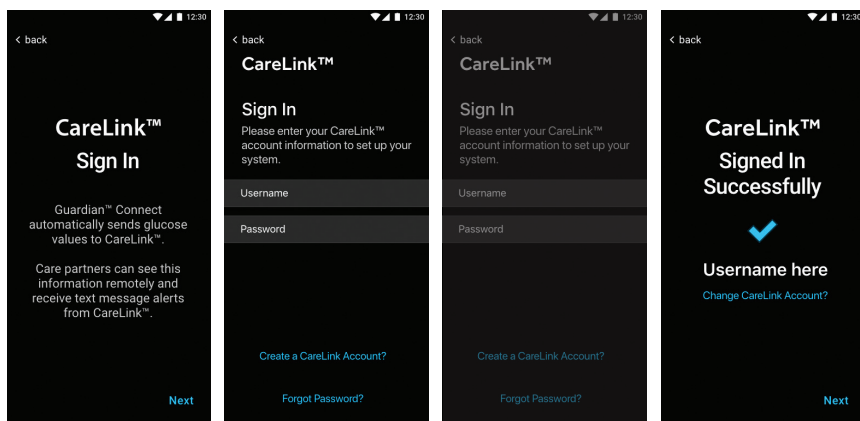 12:30
< back
CareLink™
Sign In
Guardian™ Connect
automatically sends glucose
values to CareLink™.
Care partners can see this
information remotely and
receive text message alerts
from CareLink™.
Next
12:30
< back
CareLink™
Sign In
Please enter your CareLink™
account information to set up your
system.
Username
Password
Create a CareLink Account?
Forgot Password?
12:30
< back
CareLink™
Sign In
Please enter your CareLink™
account information to set up your
system.
Username
Password
Create a CareLink Account?
Forgot Password?
12:30
< back
CareLink™
Signed In
Successfully
Username here
Change CareLink Account?
Next